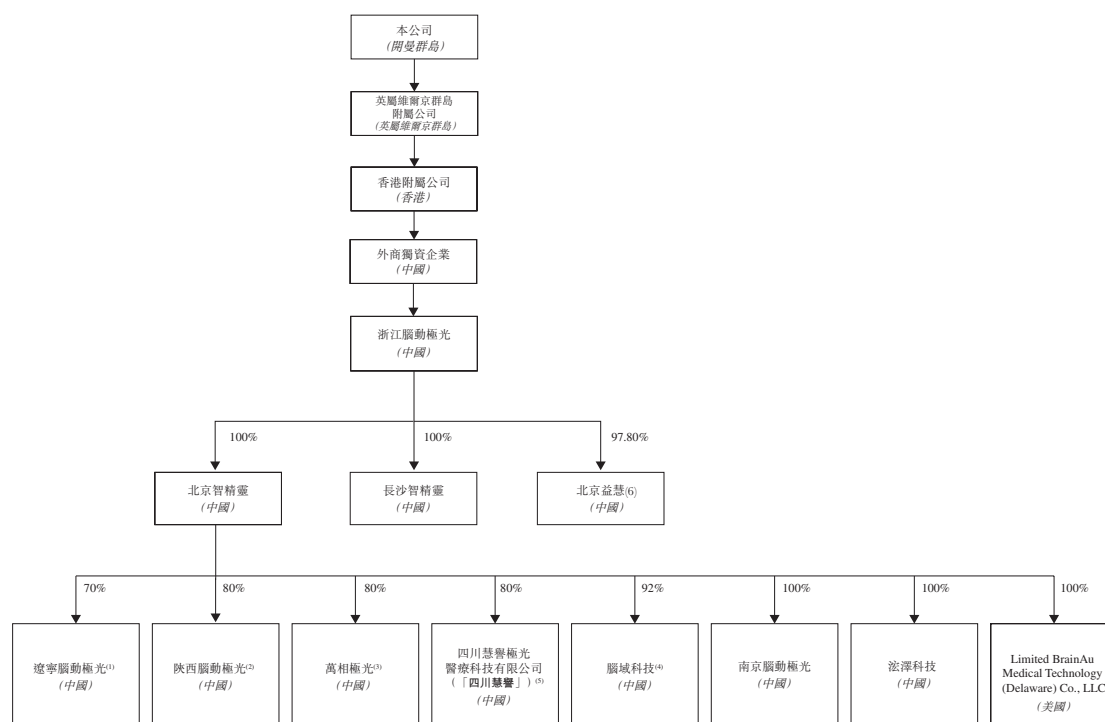 本公司
(開曼群島)
英屬維爾京群島
附屬公司
(英屬維爾京群島)
香港附屬公司
(香港)
外商獨資企業
(中國)
浙江腦動極光
(中國)
100%
100%
97.80%
北京智精靈
(中國)
長沙智精靈
(中國)
北京益慧(6)
(中國)
70%
80%
80%
80%
92%
100%
100%
100%
遼寧腦動極光(1)
(中國)
陝西腦動極光(2)
(中國)
萬相極光(3)
(中國)
四川慧譽極光
醫療科技有限公司
(「四川慧譽」)(5)
(中國)
腦域科技(4)
(中國)
南京腦動極光
(中國)
浤澤科技
(中國)
Limited BrainAu
Medical Technology
(Delaware) Co., LLC
(美國)